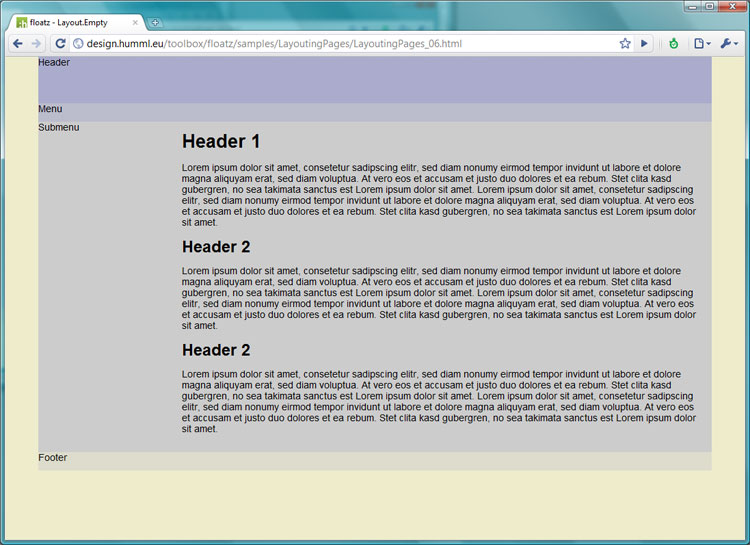 floatz - Layout.Empty
design.humml.eu/toolbox/floatz/samples/LayoutingPages/LayoutingPages_06.html
Header
Menu
Submenu
Header 1
Lorem ipsum dolor sit amet, consetetur sadipscing elitr, sed diam nonumy eirmod tempor invidunt ut labore et dolore
magna aliquyam erat, sed diam voluptua. At vero eos et accusam et justo duo dolores et ea rebum. Stet clita kasd
gubergren, no sea takimata sanctus est Lorem ipsum dolor sit amet. Lorem ipsum dolor sit amet, consetetur sadipscing
elitr, sed diam nonumy eirmod tempor invidunt ut labore et dolore magna aliquyam erat, sed diam voluptua. At vero eos
et accusam et justo duo dolores et ea rebum. Stet clita kasd gubergren, no sea takimata sanctus est Lorem ipsum dolor
sit amet.
Header 2
Lorem ipsum dolor sit amet, consetetur sadipscing elitr, sed diam nonumy eirmod tempor invidunt ut labore et dolore
magna aliquyam erat, sed diam voluptua. At vero eos et accusam et justo duo dolores et ea rebum. Stet clita kasd
gubergren, no sea takimata sanctus est Lorem ipsum dolor sit amet. Lorem ipsum dolor sit amet, consetetur sadipscing
elitr, sed diam nonumy eirmod tempor invidunt ut labore et dolore magna aliquyam erat, sed diam voluptua. At vero eos
et accusam et justo duo dolores et ea rebum. Stet clita kasd gubergren, no sea takimata sanctus est Lorem ipsum dolor
sit amet.
Header 2
Lorem ipsum dolor sit amet, consetetur sadipscing elitr, sed diam nonumy eirmod tempor invidunt ut labore et dolore
magna aliquyam erat, sed diam voluptua. At vero eos et accusam et justo duo dolores et ea rebum. Stet clita kasd
gubergren, no sea takimata sanctus est Lorem ipsum dolor sit amet. Lorem ipsum dolor sit amet, consetetur sadipscing
elitr, sed diam nonumy eirmod tempor invidunt ut labore et dolore magna aliquyam erat, sed diam voluptua. At vero eos
et accusam et justo duo dolores et ea rebum. Stet clita kasd gubergren, no sea takimata sanctus est Lorem ipsum dolor
sit amet.
Footer